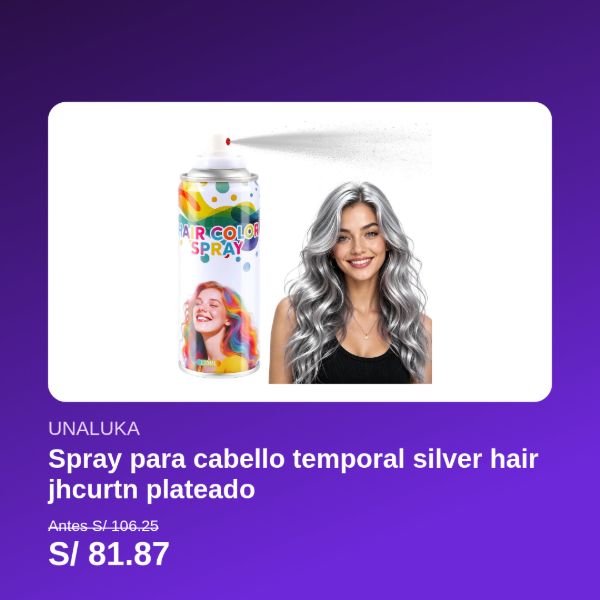 HAIR COLOR
SPRAY
UNALUKA
Spray para cabello temporal silver hair
jhcurtn plateado
Antes S/ 106.25
S/ 81.87